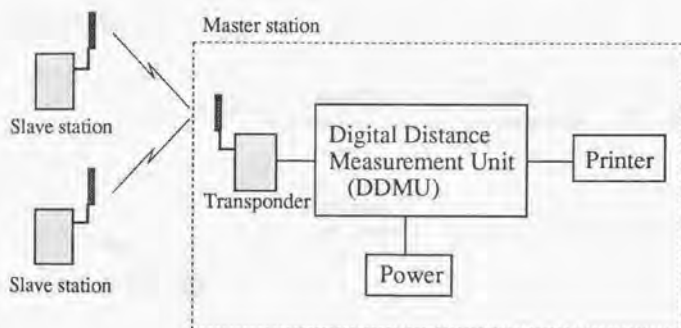 Master station
Slave station
Slave station
Transponder
Digital Distance
Measurement Unit
(DDMU)
Printer
Power